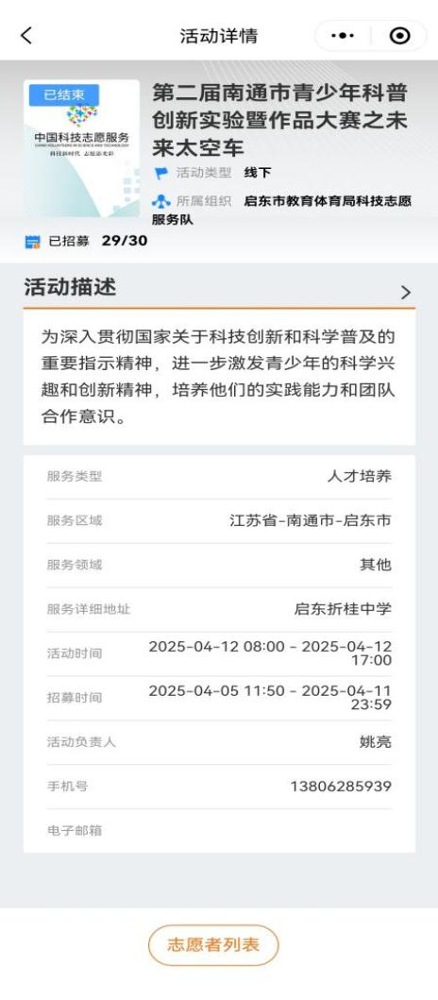 活动详情
已结束
中国科技志愿服务
科技新时代 志愿添光彩
第二届南通市青少年科普
创新实验暨作品大赛之未
来太空车
活动类型 线下
所属组织 启东市教育体育局科技志愿
服务队
已招募 29/30
活动描述
为深入贯彻国家关于科技创新和科学普及的
重要指示精神，进一步激发青少年的科学兴
趣和创新精神，培养他们的实践能力和团队
合作意识。
服务类型 人才培养
服务区域 江苏省-南通市-启东市
服务领域 其他
服务详细地址 启东折桂中学
活动时间 2025-04-12 08:00 - 2025-04-12
17:00
招募时间 2025-04-05 11:50 - 2025-04-11
23:59
活动负责人 姚亮
手机号 13806285939
电子邮箱
志愿者列表